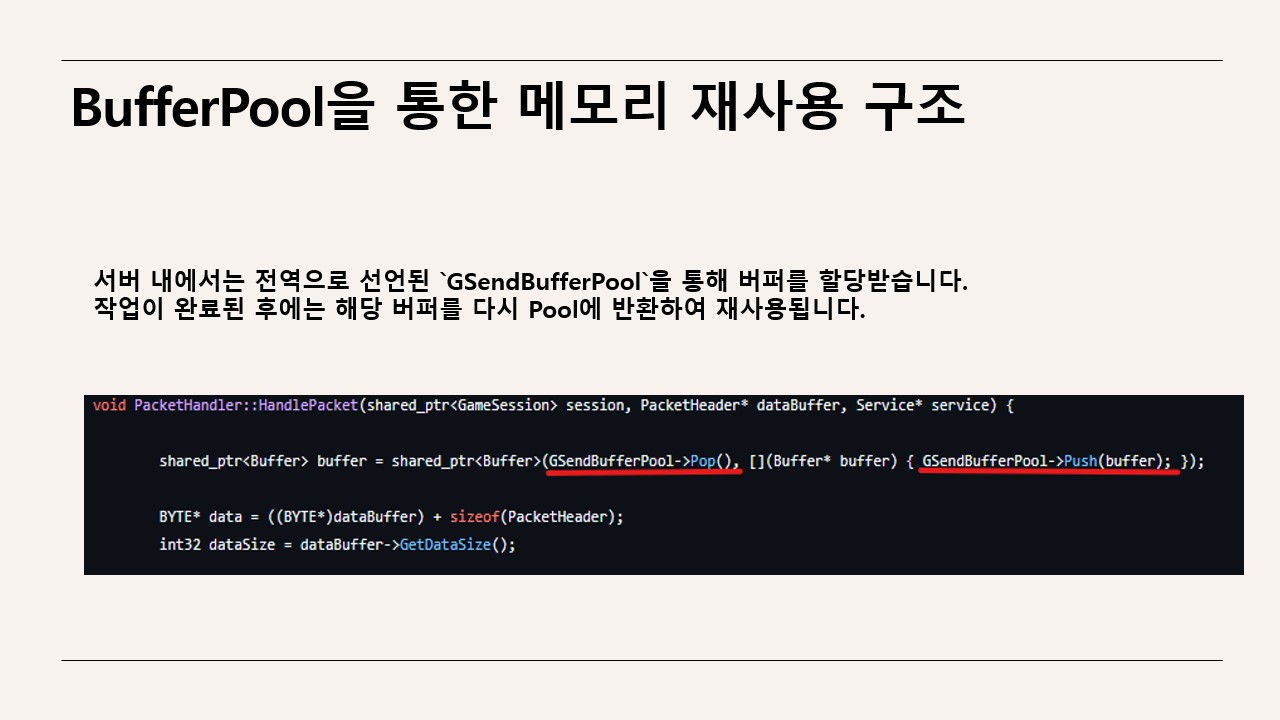 BufferPool을 통한 메모리 재사용 구조
서버 내에서는 전역으로 선언된 `GSendBufferPool`을 통해 버퍼를 할당받습니다.
작업이 완료된 후에는 해당 버퍼를 다시 Pool에 반환하여 재사용됩니다.
void PacketHandler::HandlePacket(shared_ptr<GameSession> session, PacketHeader* dataBuffer, Service* service) {
shared_ptr<Buffer> buffer = shared_ptr<Buffer>(GSendBufferPool->Pop(), [](Buffer* buffer) { GSendBufferPool->Push(buffer); });
BYTE* data = ((BYTE*)dataBuffer) + sizeof(PacketHeader);
int32 dataSize = dataBuffer->GetDataSize();